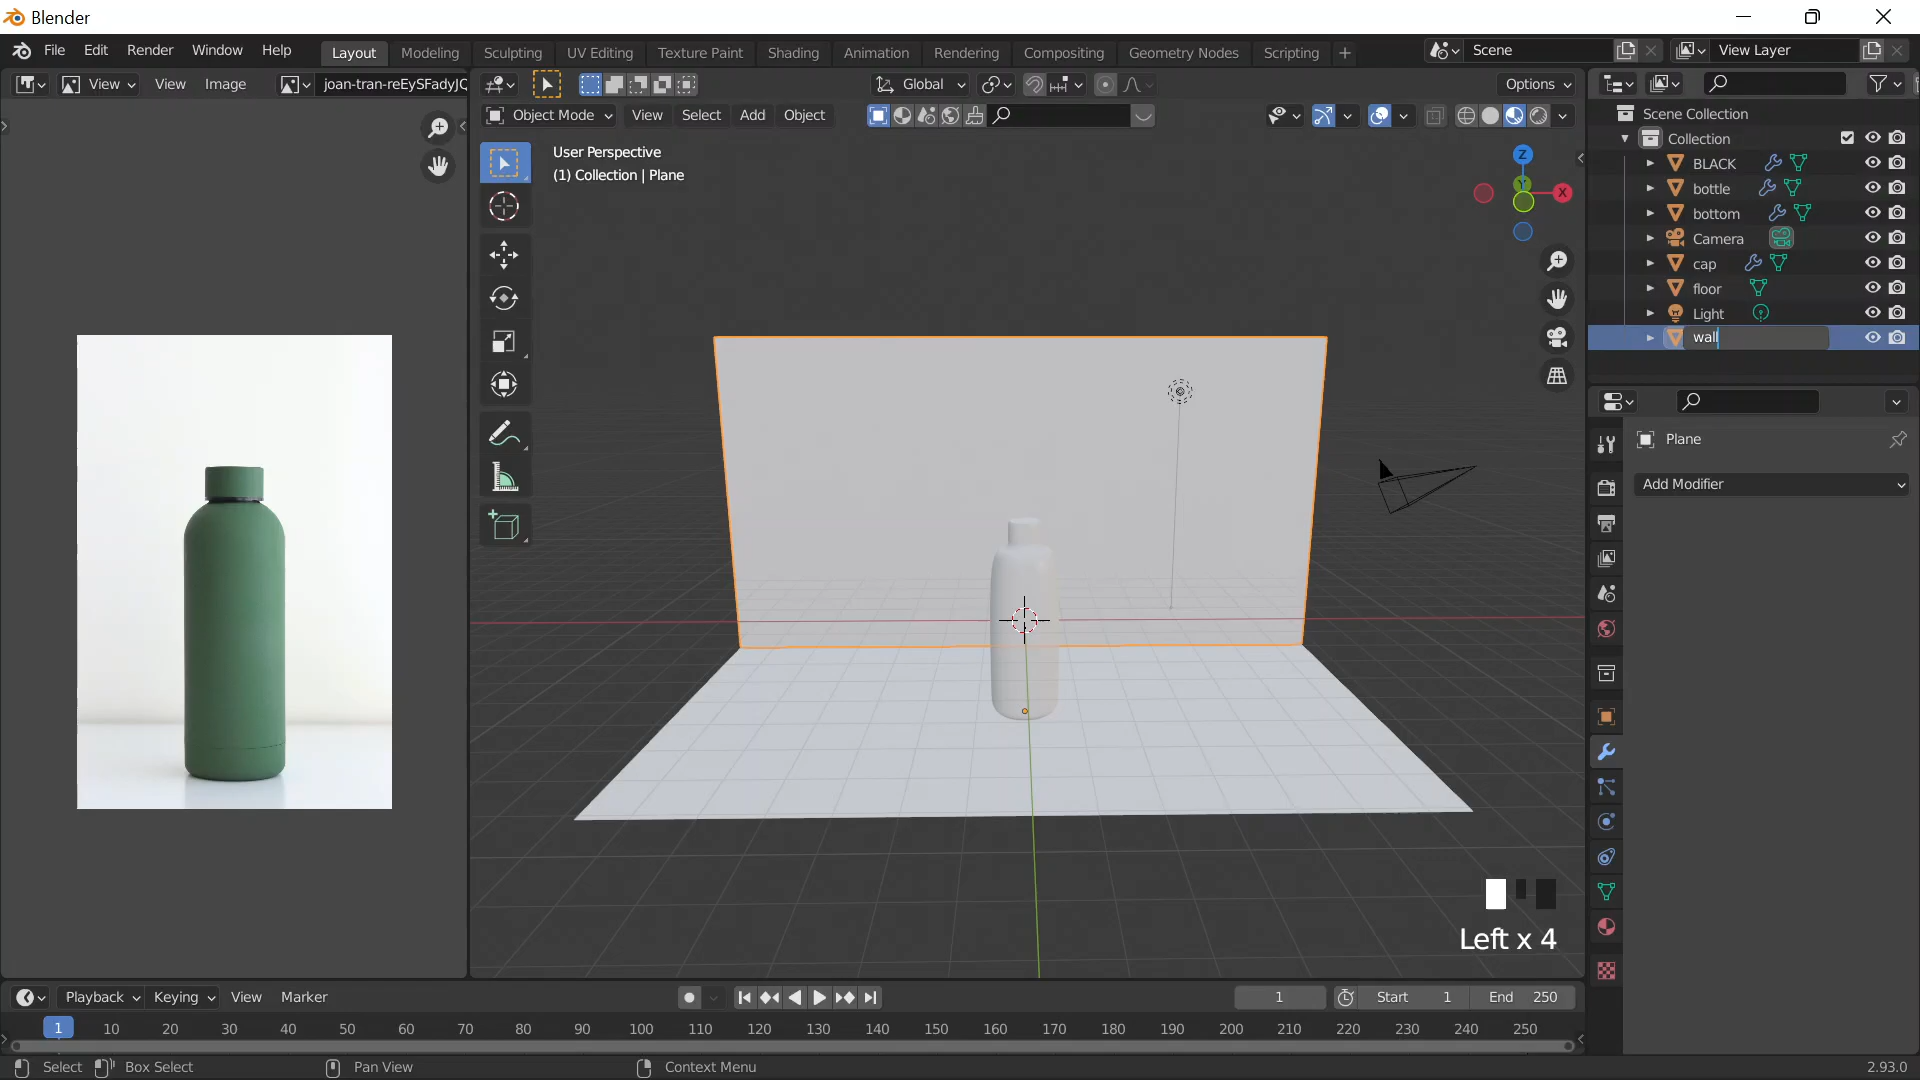 Blender
File Edit Render Window Help Layout Modeling Sculpting UV Editing Texture Paint Shading Animation Rendering Compositing Geometry Nodes Scripting + Scene View Layer
View View Image joan-tran-reEySFadyJQ Global Options
Object Mode View Select Add Object
User Perspective
(1) Collection | Plane
Z
Y
X
Scene Collection
Collection
BLACK
bottle
bottom
Camera
cap
floor
Light
wall
Plane
Add Modifier
Left x 4
Playback Keying View Marker 1 Start 1 End 250
1 10 20 30 40 50 60 70 80 90 100 110 120 130 140 150 160 170 180 190 200 210 220 230 240 250
Select Box Select Pan View Context Menu 2.93.0